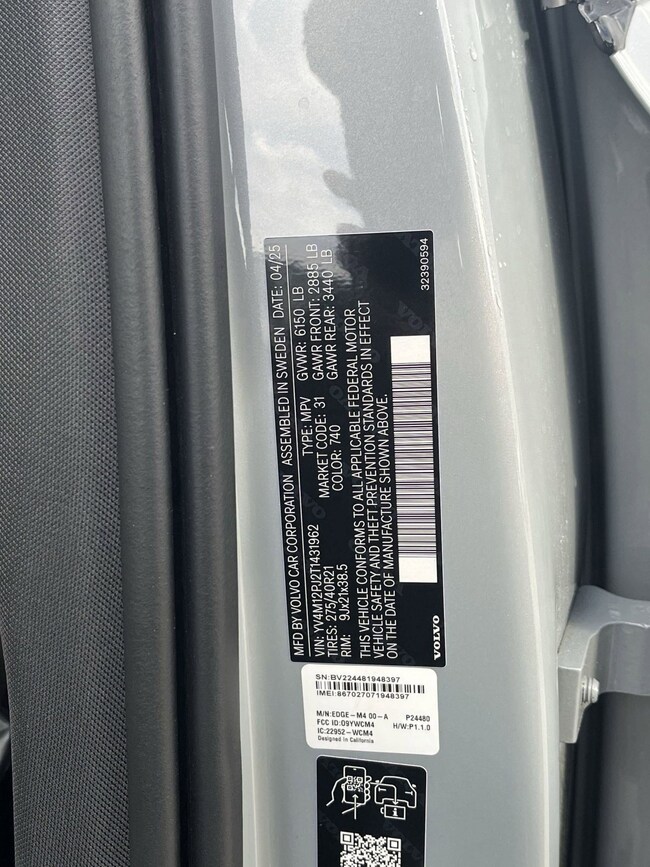 MFD BY VOLVO CAR CORPORATION ASSEMBLED IN SWEDEN DATE: 04/25
VIN: YV4M12PJ2T1431962 TYPE: MPV GVWR: 6150 LB
TIRES: 275/40R21 MARKET CODE: 31 GAWR FRONT: 2885 LB
RIM: 9Jx21x38.5 COLOR: 740 GAWR REAR: 3440 LB
THIS VEHICLE CONFORMS TO ALL APPLICABLE FEDERAL MOTOR
VEHICLE SAFETY AND THEFT PREVENTION STANDARDS IN EFFECT
ON THE DATE OF MANUFACTURE SHOWN ABOVE.
VOLVO
32390594
SN:BV224481948397
IMEI:867027071948397
M/N:EDGE-M4 00-A P24480
FCC ID:O9YWCM4 H/W:P1.1.0
IC:22952-WCM4
Designed in California